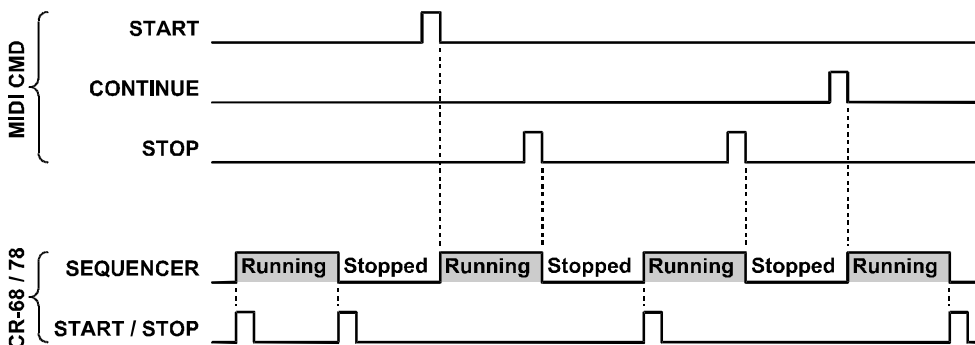 MIDI CMD
START
CONTINUE
STOP
CR-68 / 78
SEQUENCER
Running Stopped Running Stopped Running Stopped Running
START / STOP